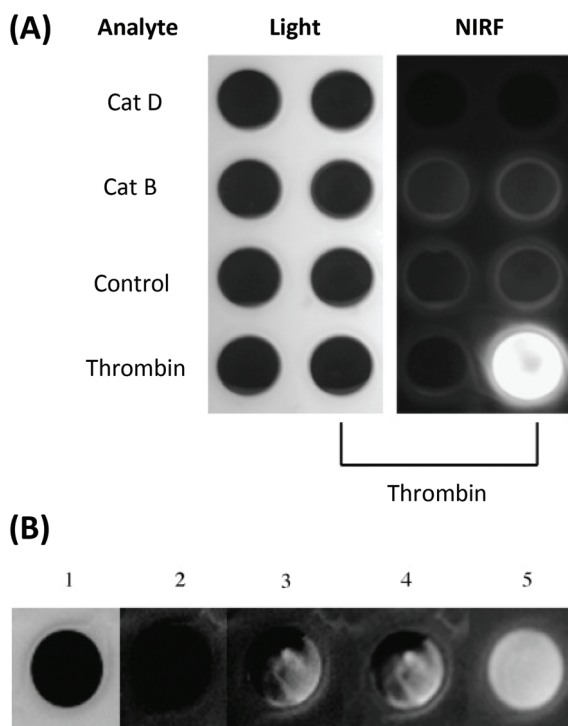 (A) Analyte Light NIRF
Cat D
Cat B
Control
Thrombin
Thrombin
(B)
1 2 3 4 5